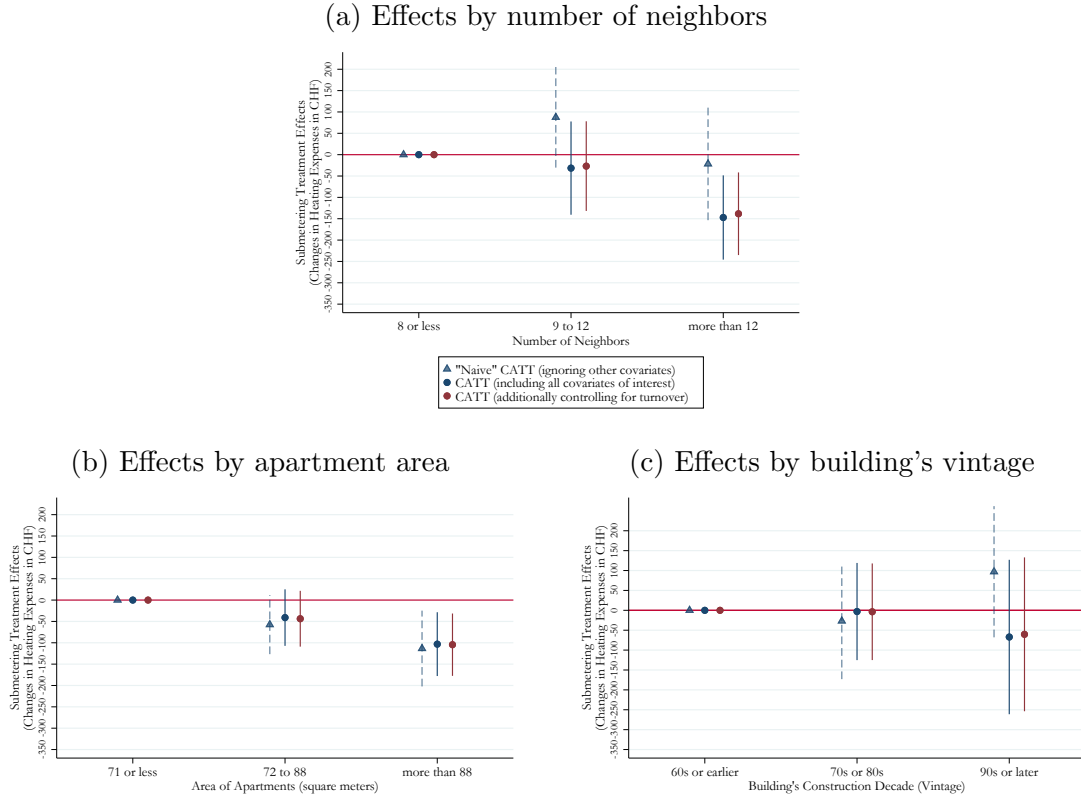 (a) Effects by number of neighbors
Submetering Treatment Effects
(Changes in Heating Expenses in CHF)
200
150
100
50
0
-50
-100
-150
-200
-250
-300
-350
8 or less
9 to 12
more than 12
Number of Neighbors
"Naive" CATT (ignoring other covariates)
CATT (including all covariates of interest)
CATT (additionally controlling for turnover)
(b) Effects by apartment area
Submetering Treatment Effects
(Changes in Heating Expenses in CHF)
200
150
100
50
0
-50
-100
-150
-200
-250
-300
-350
71 or less
72 to 88
more than 88
Area of Apartments (square meters)
(c) Effects by building's vintage
Submetering Treatment Effects
(Changes in Heating Expenses in CHF)
200
150
100
50
0
-50
-100
-150
-200
-250
-300
-350
60s or earlier
70s or 80s
90s or later
Building's Construction Decade (Vintage)